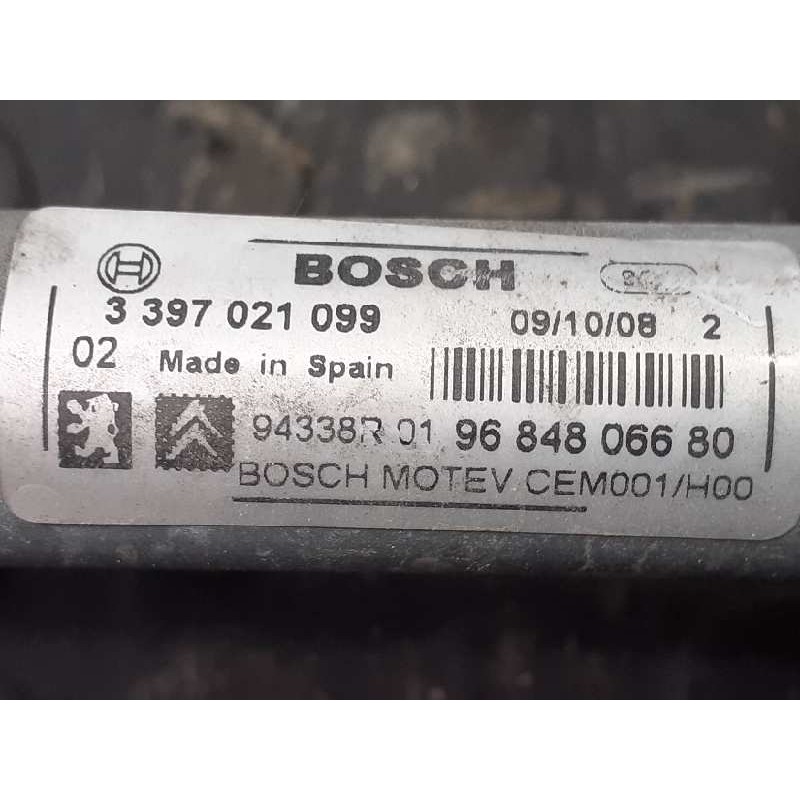 BOSCH
3 397 021 099 09/10/08 2
02 Made in Spain
94338R 01 96 848 066 80
BOSCH MOTEV CEM001/H00